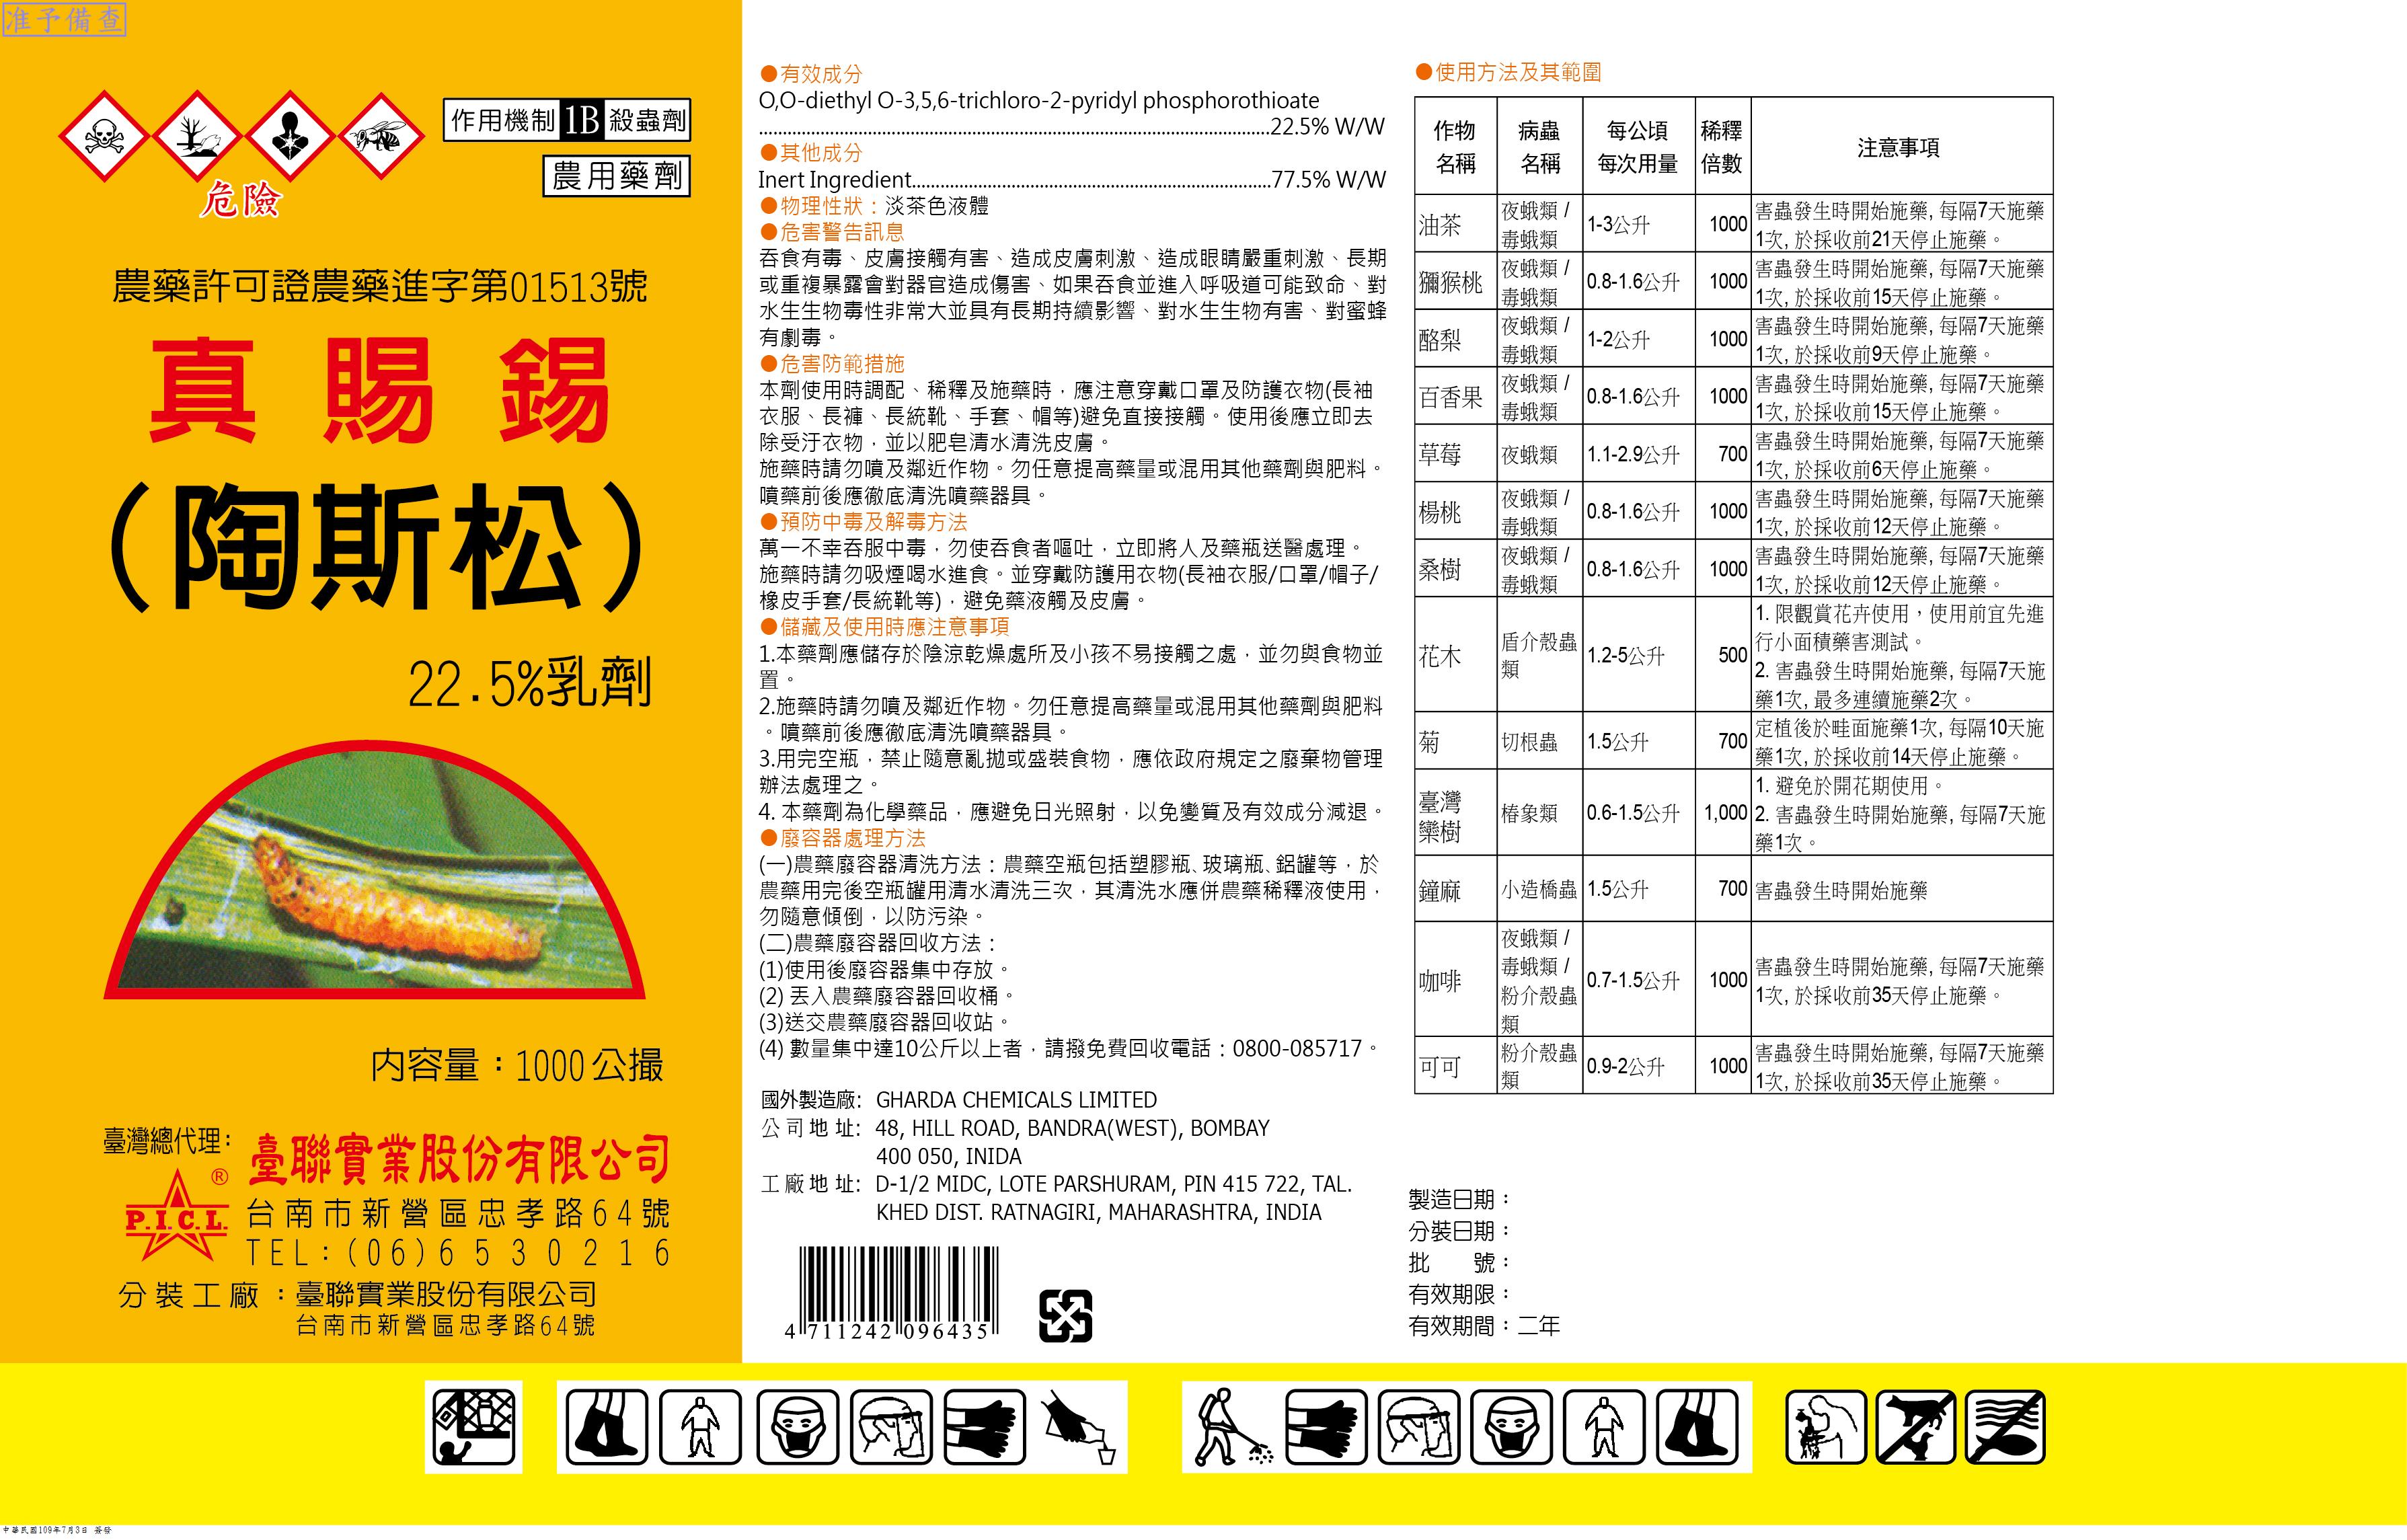 准予備查
作用機制 1B 殺蟲劑
農用藥劑
危險
農藥許可證農藥進字第01513號
真賜錫
(陶斯松)
22.5%乳劑
內容量：1000公撮
臺灣總代理：
臺聯實業股份有限公司
®
P.I.C.L.
台南市新營區忠孝路64號
TEL：(06)6530216
分裝工廠：臺聯實業股份有限公司
台南市新營區忠孝路64號
●有效成分
O,O-diethyl O-3,5,6-trichloro-2-pyridyl phosphorothioate
..........22.5% W/W
●其他成分
Inert Ingredient..........77.5% W/W
●物理性狀：淡茶色液體
●危害警告訊息
吞食有毒、皮膚接觸有害、造成皮膚刺激、造成眼睛嚴重刺激、長期
或重複暴露會對器官造成傷害、如果吞食並進入呼吸道可能致命、對
水生生物毒性非常大並具有長期持續影響、對水生生物有害、對蜜蜂
有劇毒。
●危害防範措施
本劑使用時調配、稀釋及施藥時，應注意穿戴口罩及防護衣物(長袖
衣服、長褲、長統靴、手套、帽等)避免直接接觸。使用後應立即去
除受汙衣物，並以肥皂清水清洗皮膚。
施藥時請勿噴及鄰近作物。勿任意提高藥量或混用其他藥劑與肥料。
噴藥前後應徹底清洗噴藥器具。
●預防中毒及解毒方法
萬一不幸吞服中毒，勿使吞食者嘔吐，立即將人及藥瓶送醫處理。
施藥時請勿吸煙喝水進食。並穿戴防護用衣物(長袖衣服/口罩/帽子/
橡皮手套/長統靴等)，避免藥液觸及皮膚。
●儲藏及使用時應注意事項
1.本藥劑應儲存於陰涼乾燥處所及小孩不易接觸之處，並勿與食物並
置。
2.施藥時請勿噴及鄰近作物。勿任意提高藥量或混用其他藥劑與肥料
。噴藥前後應徹底清洗噴藥器具。
3.用完空瓶，禁止隨意亂拋或盛裝食物，應依政府規定之廢棄物管理
辦法處理之。
4. 本藥劑為化學藥品，應避免日光照射，以免變質及有效成分減退。
●廢容器處理方法
(一)農藥廢容器清洗方法：農藥空瓶包括塑膠瓶、玻璃瓶、鋁罐等，於
農藥用完後空瓶罐用清水清洗三次，其清洗水應併農藥稀釋液使用，
勿隨意傾倒，以防污染。
(二)農藥廢容器回收方法：
(1)使用後廢容器集中存放。
(2) 丟入農藥廢容器回收桶。
(3)送交農藥廢容器回收站。
(4) 數量集中達10公斤以上者，請撥免費回收電話：0800-085717。
國外製造廠: GHARDA CHEMICALS LIMITED
公司地址: 48, HILL ROAD, BANDRA(WEST), BOMBAY
400 050, INIDA
工廠地址: D-1/2 MIDC, LOTE PARSHURAM, PIN 415 722, TAL.
KHED DIST. RATNAGIRI, MAHARASHTRA, INDIA
4 711242 096435
●使用方法及其範圍
作物名稱 病蟲名稱 每公頃每次用量 稀釋倍數 注意事項
油茶 夜蛾類 / 毒蛾類 1-3公升 1000 害蟲發生時開始施藥, 每隔7天施藥1次, 於採收前21天停止施藥。
獼猴桃 夜蛾類 / 毒蛾類 0.8-1.6公升 1000 害蟲發生時開始施藥, 每隔7天施藥1次, 於採收前15天停止施藥。
酪梨 夜蛾類 / 毒蛾類 1-2公升 1000 害蟲發生時開始施藥, 每隔7天施藥1次, 於採收前9天停止施藥。
百香果 夜蛾類 / 毒蛾類 0.8-1.6公升 1000 害蟲發生時開始施藥, 每隔7天施藥1次, 於採收前15天停止施藥。
草莓 夜蛾類 1.1-2.9公升 700 害蟲發生時開始施藥, 每隔7天施藥1次, 於採收前6天停止施藥。
楊桃 夜蛾類 / 毒蛾類 0.8-1.6公升 1000 害蟲發生時開始施藥, 每隔7天施藥1次, 於採收前12天停止施藥。
桑樹 夜蛾類 / 毒蛾類 0.8-1.6公升 1000 害蟲發生時開始施藥, 每隔7天施藥1次, 於採收前12天停止施藥。
花木 盾介殼蟲類 1.2-5公升 500 1. 限觀賞花卉使用，使用前宜先進行小面積藥害測試。
2. 害蟲發生時開始施藥, 每隔7天施藥1次, 最多連續施藥2次。
菊 切根蟲 1.5公升 700 定植後於畦面施藥1次, 每隔10天施藥1次, 於採收前14天停止施藥。
臺灣欒樹 椿象類 0.6-1.5公升 1,000 1. 避免於開花期使用。
2. 害蟲發生時開始施藥, 每隔7天施藥1次。
鐘麻 小造橋蟲 1.5公升 700 害蟲發生時開始施藥
咖啡 夜蛾類 / 毒蛾類 / 粉介殼蟲類 0.7-1.5公升 1000 害蟲發生時開始施藥, 每隔7天施藥1次, 於採收前35天停止施藥。
可可 粉介殼蟲類 0.9-2公升 1000 害蟲發生時開始施藥, 每隔7天施藥1次, 於採收前35天停止施藥。
製造日期：
分裝日期：
批號：
有效期限：
有效期間：二年
中華民國109年7月3日 簽發